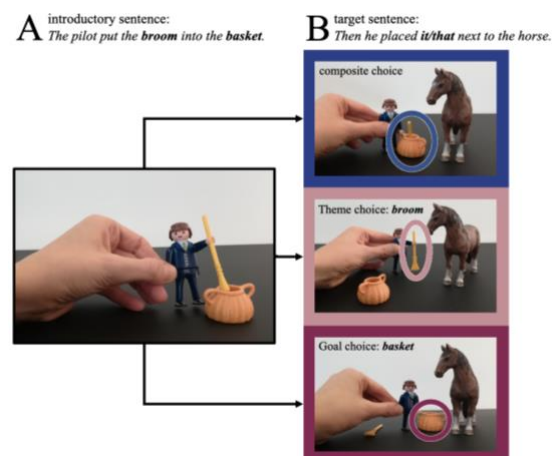 A introductory sentence:
The pilot put the broom into the basket.
B target sentence:
Then he placed it/that next to the horse.
composite choice
Theme choice: broom
Goal choice: basket